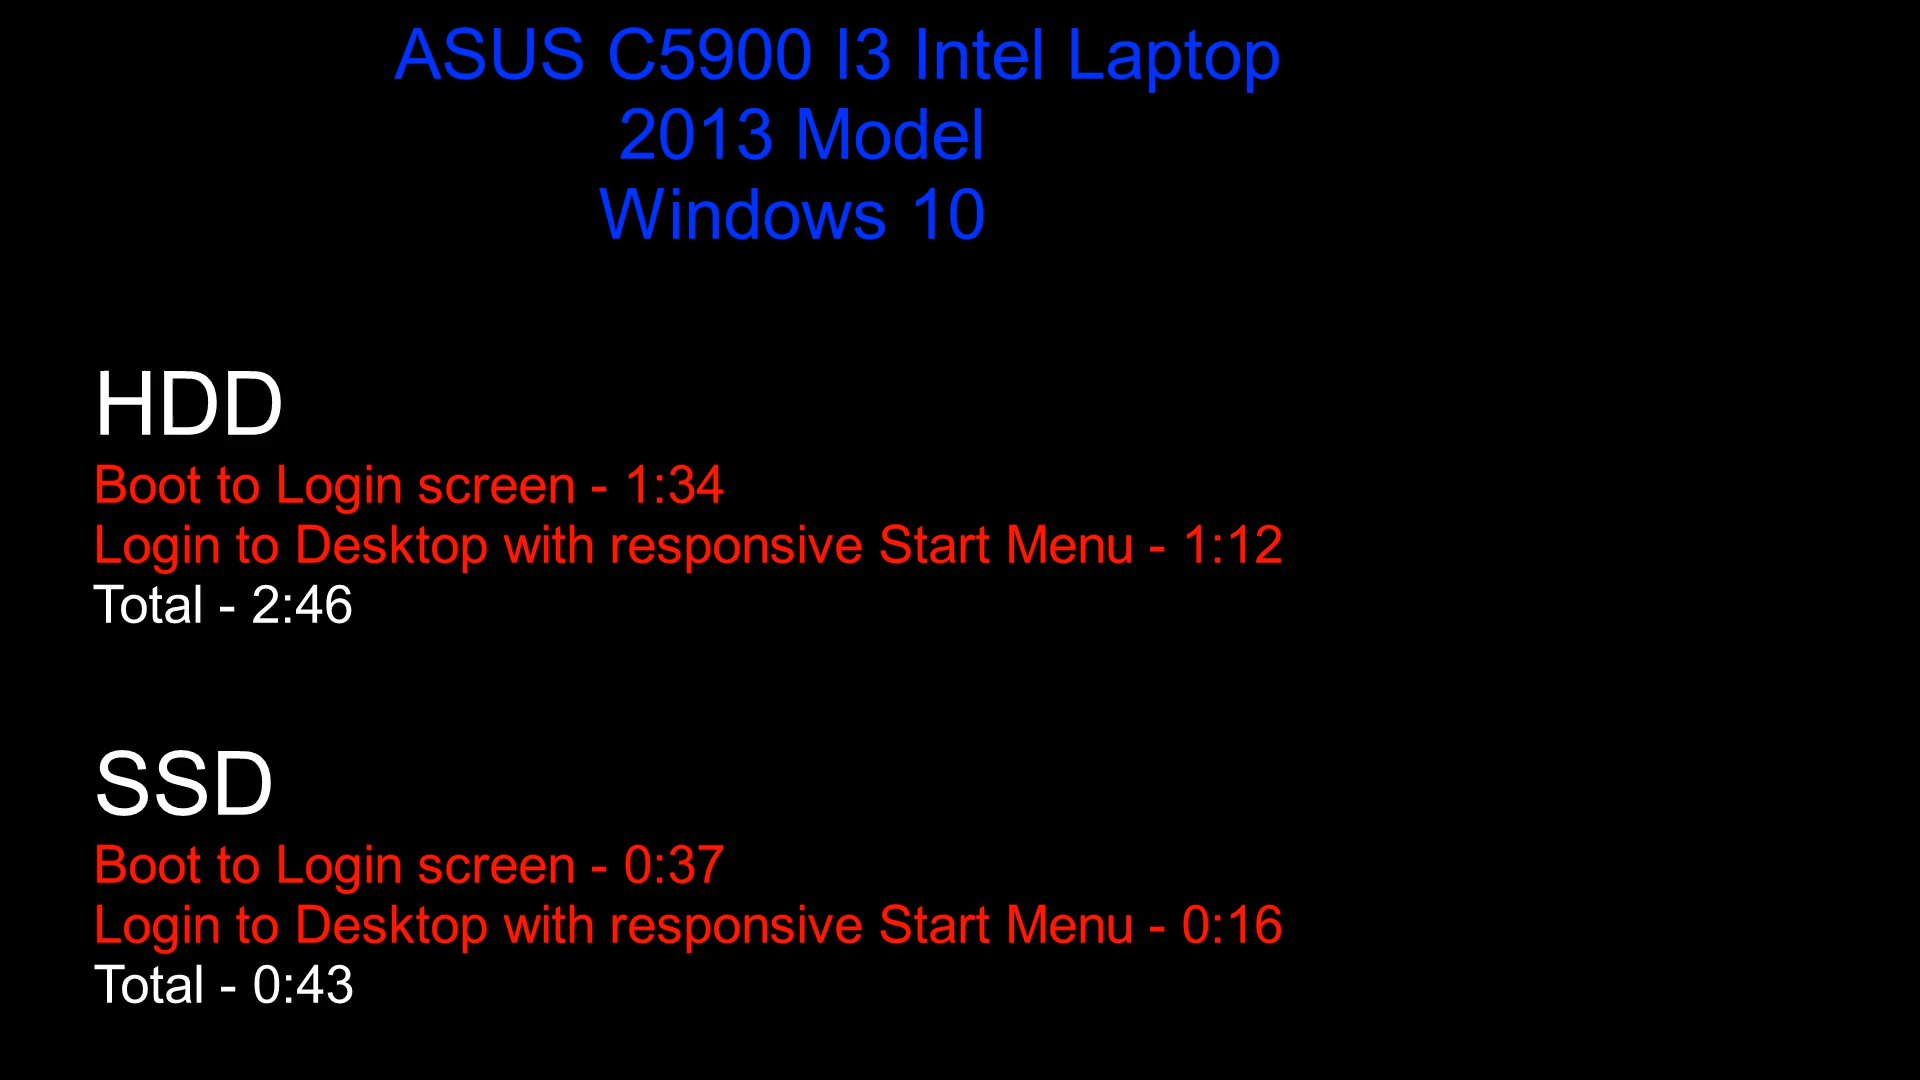 ASUS C5900 I3 Intel Laptop
2013 Model
Windows 10
HDD
Boot to Login screen - 1:34
Login to Desktop with responsive Start Menu - 1:12
Total - 2:46
SSD
Boot to Login screen - 0:37
Login to Desktop with responsive Start Menu - 0:16
Total - 0:43